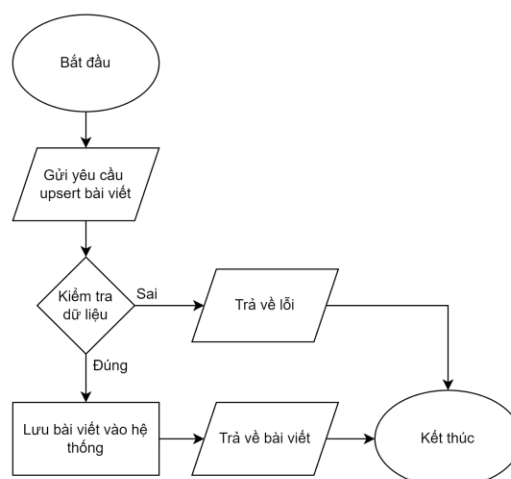 Bắt đầu
Gửi yêu cầu
upsert bài viết
Kiểm tra
dữ liệu
Sai
Trả về lỗi
Đúng
Lưu bài viết vào hệ
thống
Trả về bài viết
Kết thúc